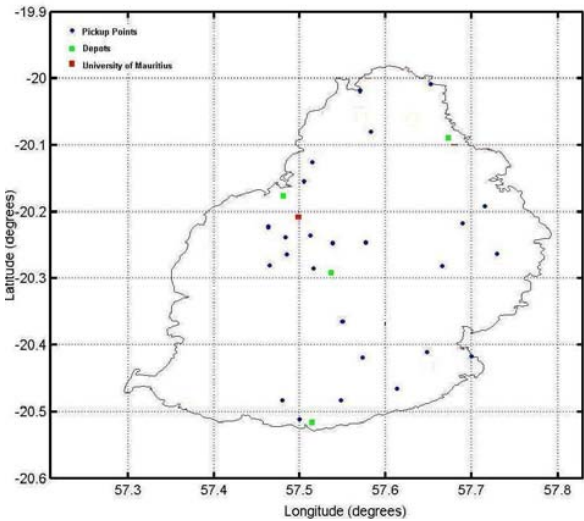 -19.9
Pickup Points
Depots
University of Mauritius
-20
-20.1
-20.2
-20.3
-20.4
-20.5
-20.6
Latitude (degrees)
57.3 57.4 57.5 57.6 57.7 57.8
Longitude (degrees)